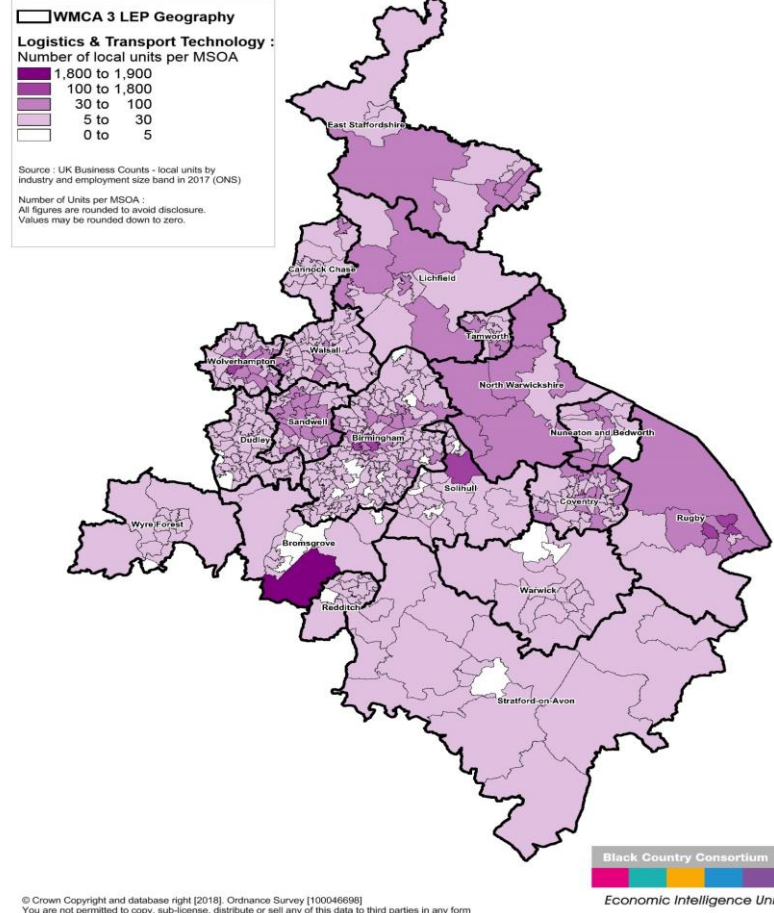 WMCA 3 LEP Geography
Logistics & Transport Technology :
Number of local units per MSOA
1,800 to 1,900
100 to 1,800
30 to 100
5 to 30
0 to 5
Source : UK Business Counts - local units by
industry and employment size band in 2017 (ONS)
Number of Units per MSOA :
All figures are rounded to avoid disclosure.
Values may be rounded down to zero.
East Staffordshire
Cannock Chase
Lichfield
Tamworth
Wolverhampton
Walsall
North Warwickshire
Sandwell
Dudley
Birmingham
Nuneaton and Bedworth
Solihull
Coventry
Rugby
Wyre Forest
Bromsgrove
Warwick
Redditch
Stratford-on-Avon
Black Country Consortium
Economic Intelligence Uni
© Crown Copyright and database right [2018]. Ordnance Survey [100046698]
You are not permitted to copy, sub-license, distribute or sell any of this data to third parties in any form